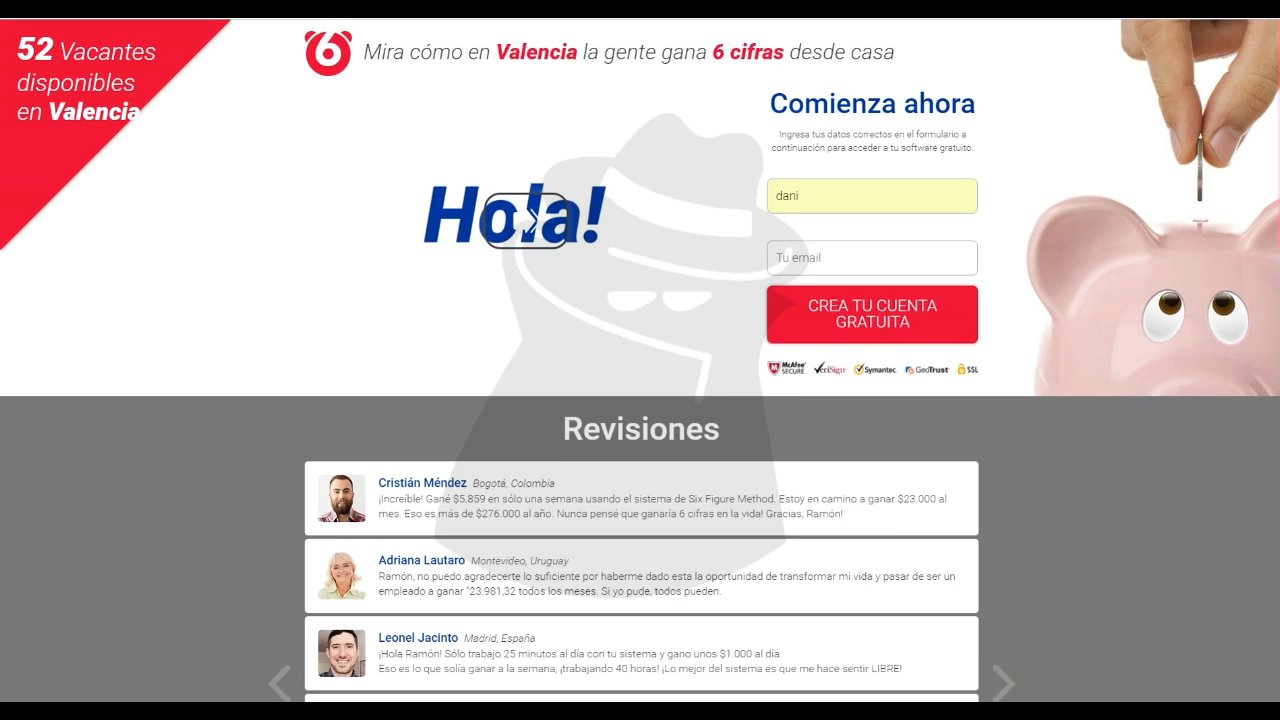 52 Vacantes
disponibles
en Valencia
6 Mira cómo en Valencia la gente gana 6 cifras desde casa
Hola!
Comienza ahora
Ingresa tus datos correctos en el formulario a
continuación para acceder a tu software gratuito.
dani
Tu email
CREA TU CUENTA
GRATUITA
McAfee SECURE VeriSign Symantec. GeoTrust SSL
Revisiones
Cristián Méndez Bogotá, Colombia
¡Increíble! Gané $5.859 en sólo una semana usando el sistema de Six Figure Method. Estoy en camino a ganar $23.000 al
mes. Eso es más de $276.000 al año. Nunca pensé que ganaría 6 cifras en la vida! Gracias, Ramón!
Adriana Lautaro Montevideo, Uruguay
Ramón, no puedo agradecerte lo suficiente por haberme dado esta la oportunidad de transformar mi vida y pasar de ser un
empleado a ganar "23.981,32 todos los meses. Si yo pude, todos pueden.
Leonel Jacinto Madrid, España
¡Hola Ramón! Sólo trabajo 25 minutos al día con tu sistema y gano unos $1.000 al día.
Eso es lo que solía ganar a la semana, ¡trabajando 40 horas! ¡Lo mejor del sistema es que me hace sentir LIBRE!